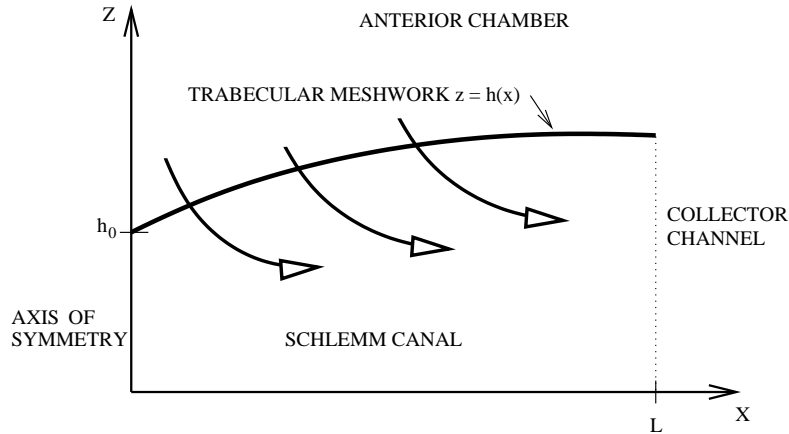 Z
ANTERIOR CHAMBER
TRABECULAR MESHWORK z = h(x)
h0
COLLECTOR
CHANNEL
AXIS OF
SYMMETRY
SCHLEMM CANAL
L
X